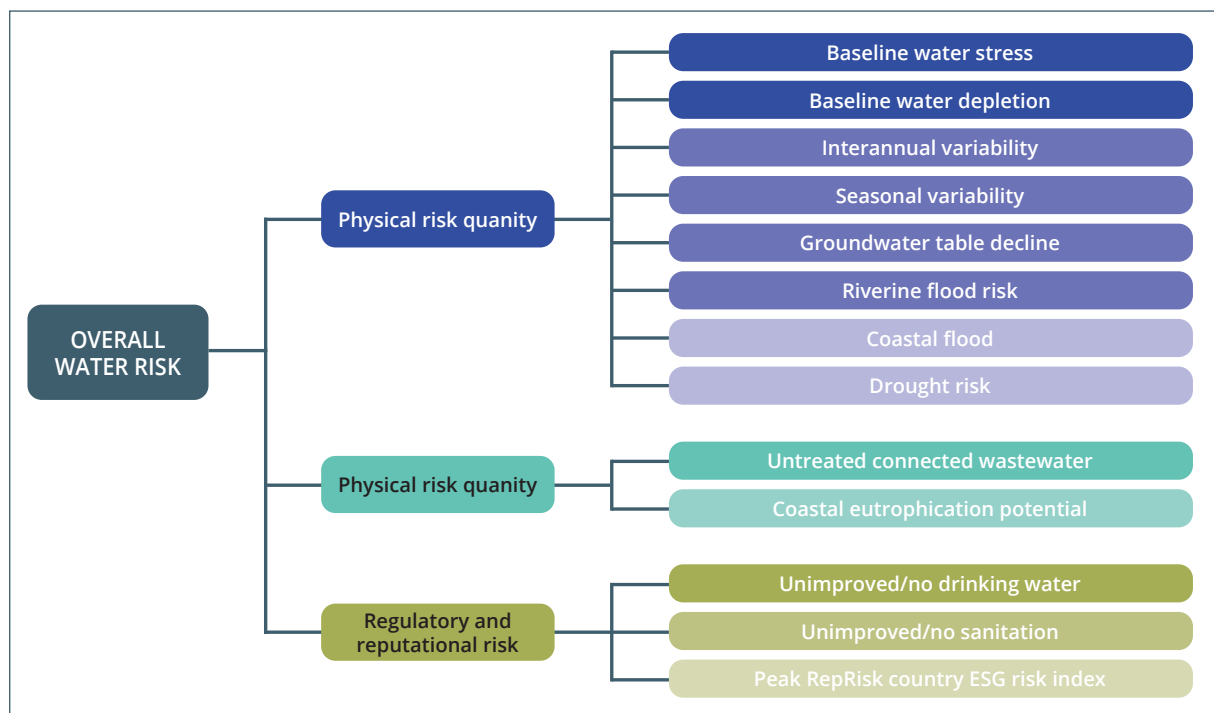 OVERALL
WATER RISK
Physical risk quanity
Baseline water stress
Baseline water depletion
Interannual variability
Seasonal variability
Groundwater table decline
Riverine flood risk
Coastal flood
Drought risk
Physical risk quanity
Untreated connected wastewater
Coastal eutrophication potential
Regulatory and
reputational risk
Unimproved/no drinking water
Unimproved/no sanitation
Peak RepRisk country ESG risk index